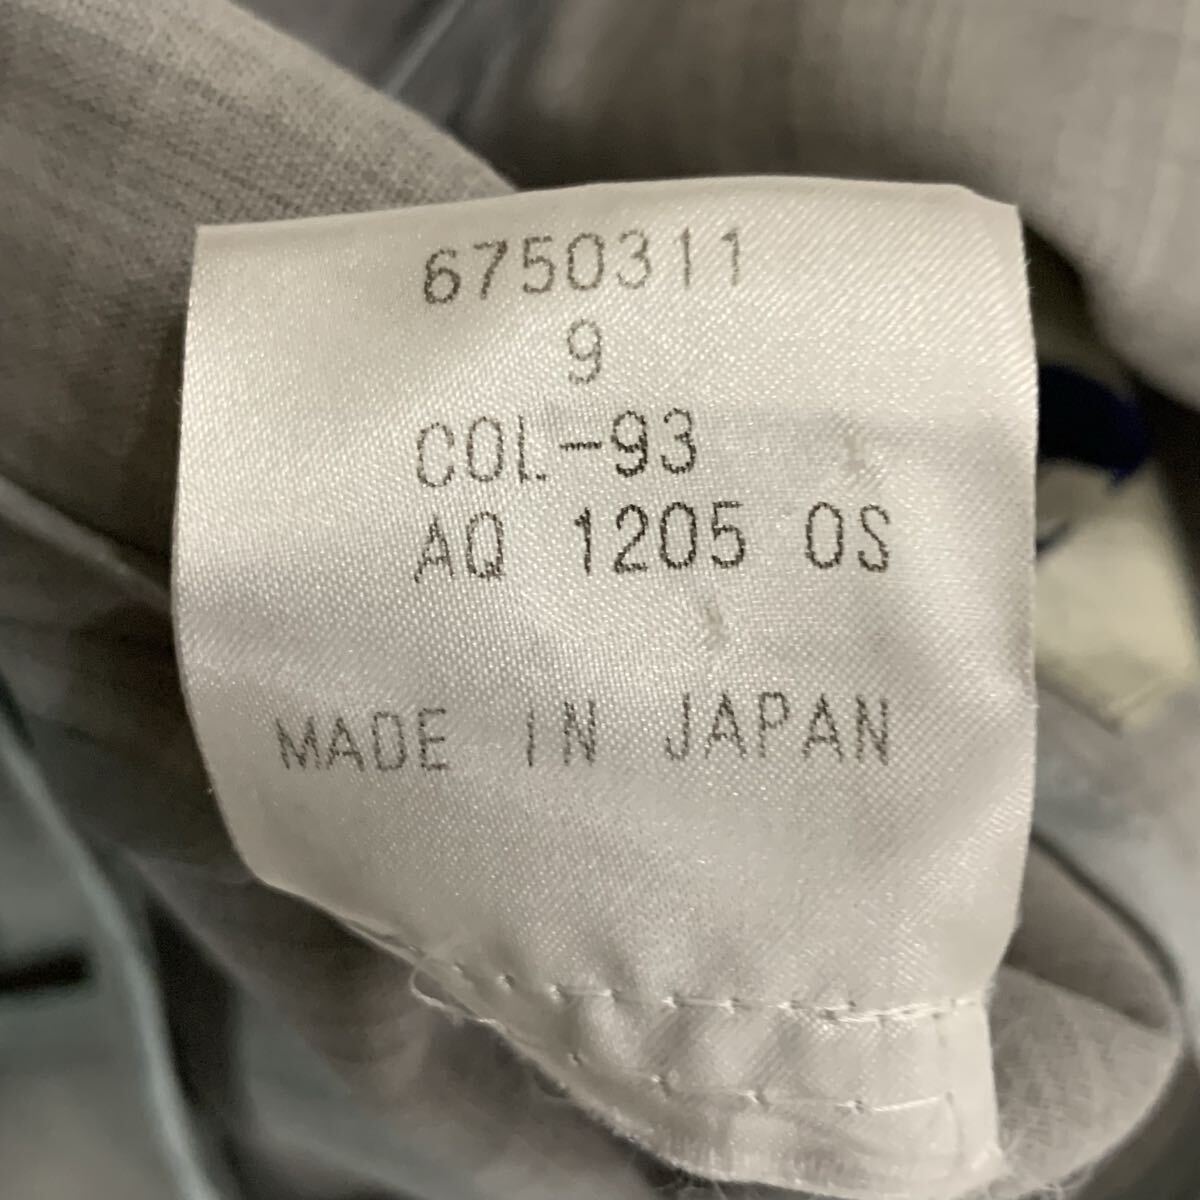 6750311
9
COL-93
AQ 1205 OS
MADE IN JAPAN